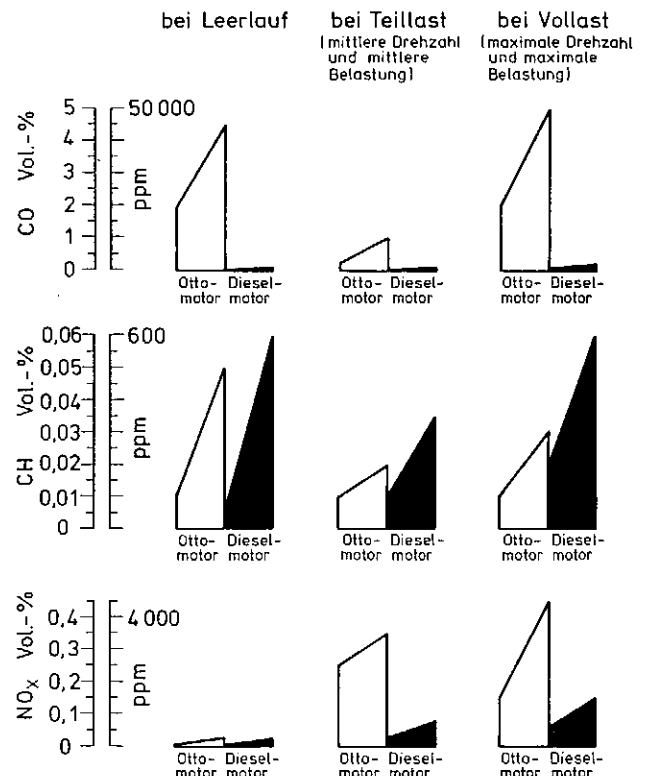 bei Leerlauf
bei Teillast
(mittlere Drehzahl
und mittlere
Belastung)
bei Vollast
(maximale Drehzahl
und maximale
Belastung)
CO Vol.-%
5
4
3
2
1
0
50 000
ppm
Otto- Diesel-
motor motor
Otto- Diesel-
motor motor
Otto- Diesel-
motor motor
CH Vol.-%
0,06
0,05
0,04
0,03
0,02
0,01
0
600
ppm
Otto- Diesel-
motor motor
Otto- Diesel-
motor motor
Otto- Diesel-
motor motor
NOx Vol.-%
0,4
0,3
0,2
0,1
0
4 000
ppm
Otto- Diesel-
motor motor
Otto- Diesel-
motor motor
Otto- Diesel-
motor motor